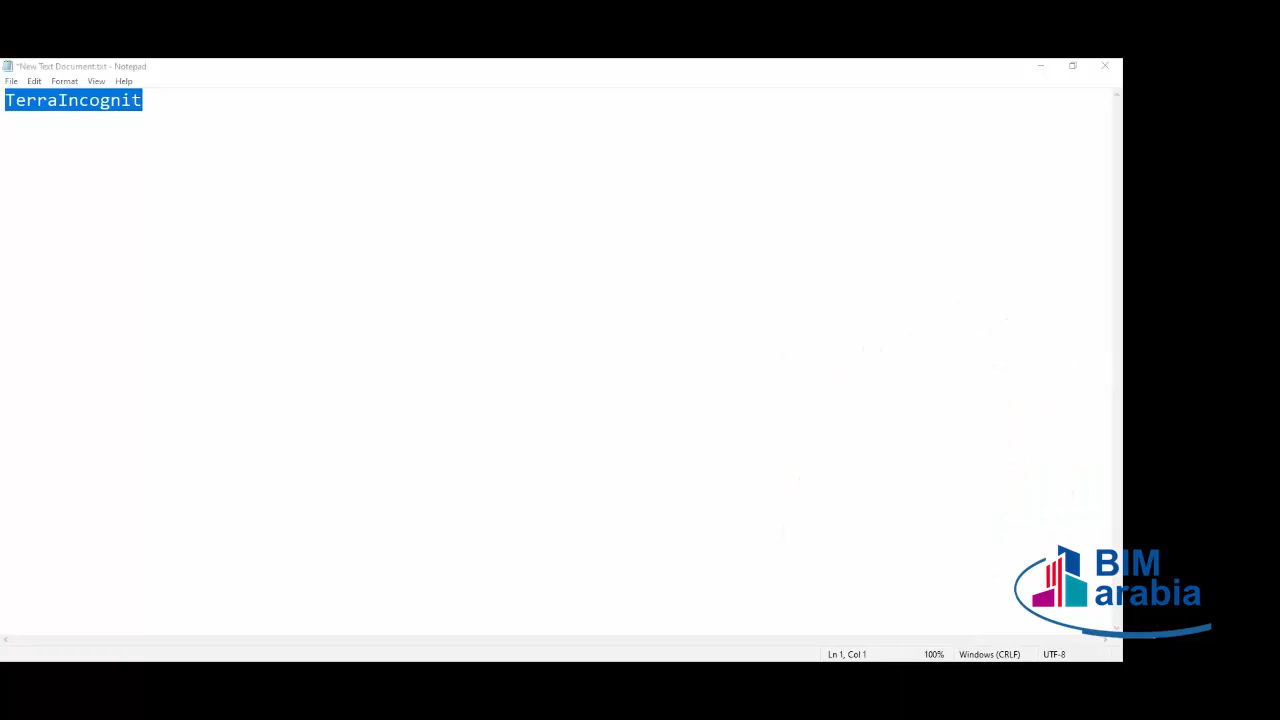 *New Text Document.txt - Notepad
File Edit Format View Help
TerraIncognit
BIM
arabia
Ln 1, Col 1 100% Windows (CRLF) UTF-8